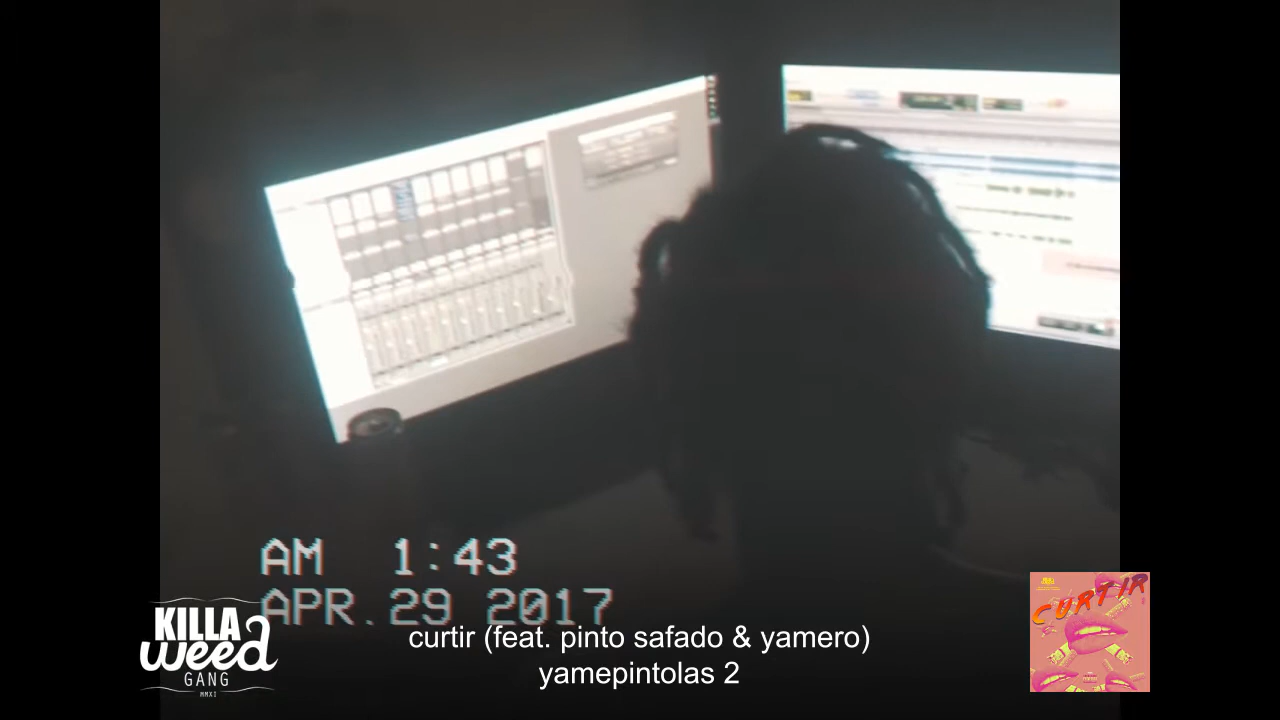 AM 1:43
APR.29 2017
KILLA
weed
GANG
MMXI
curtir (feat. pinto safado & yamero)
yamepintolas 2
CURTIR